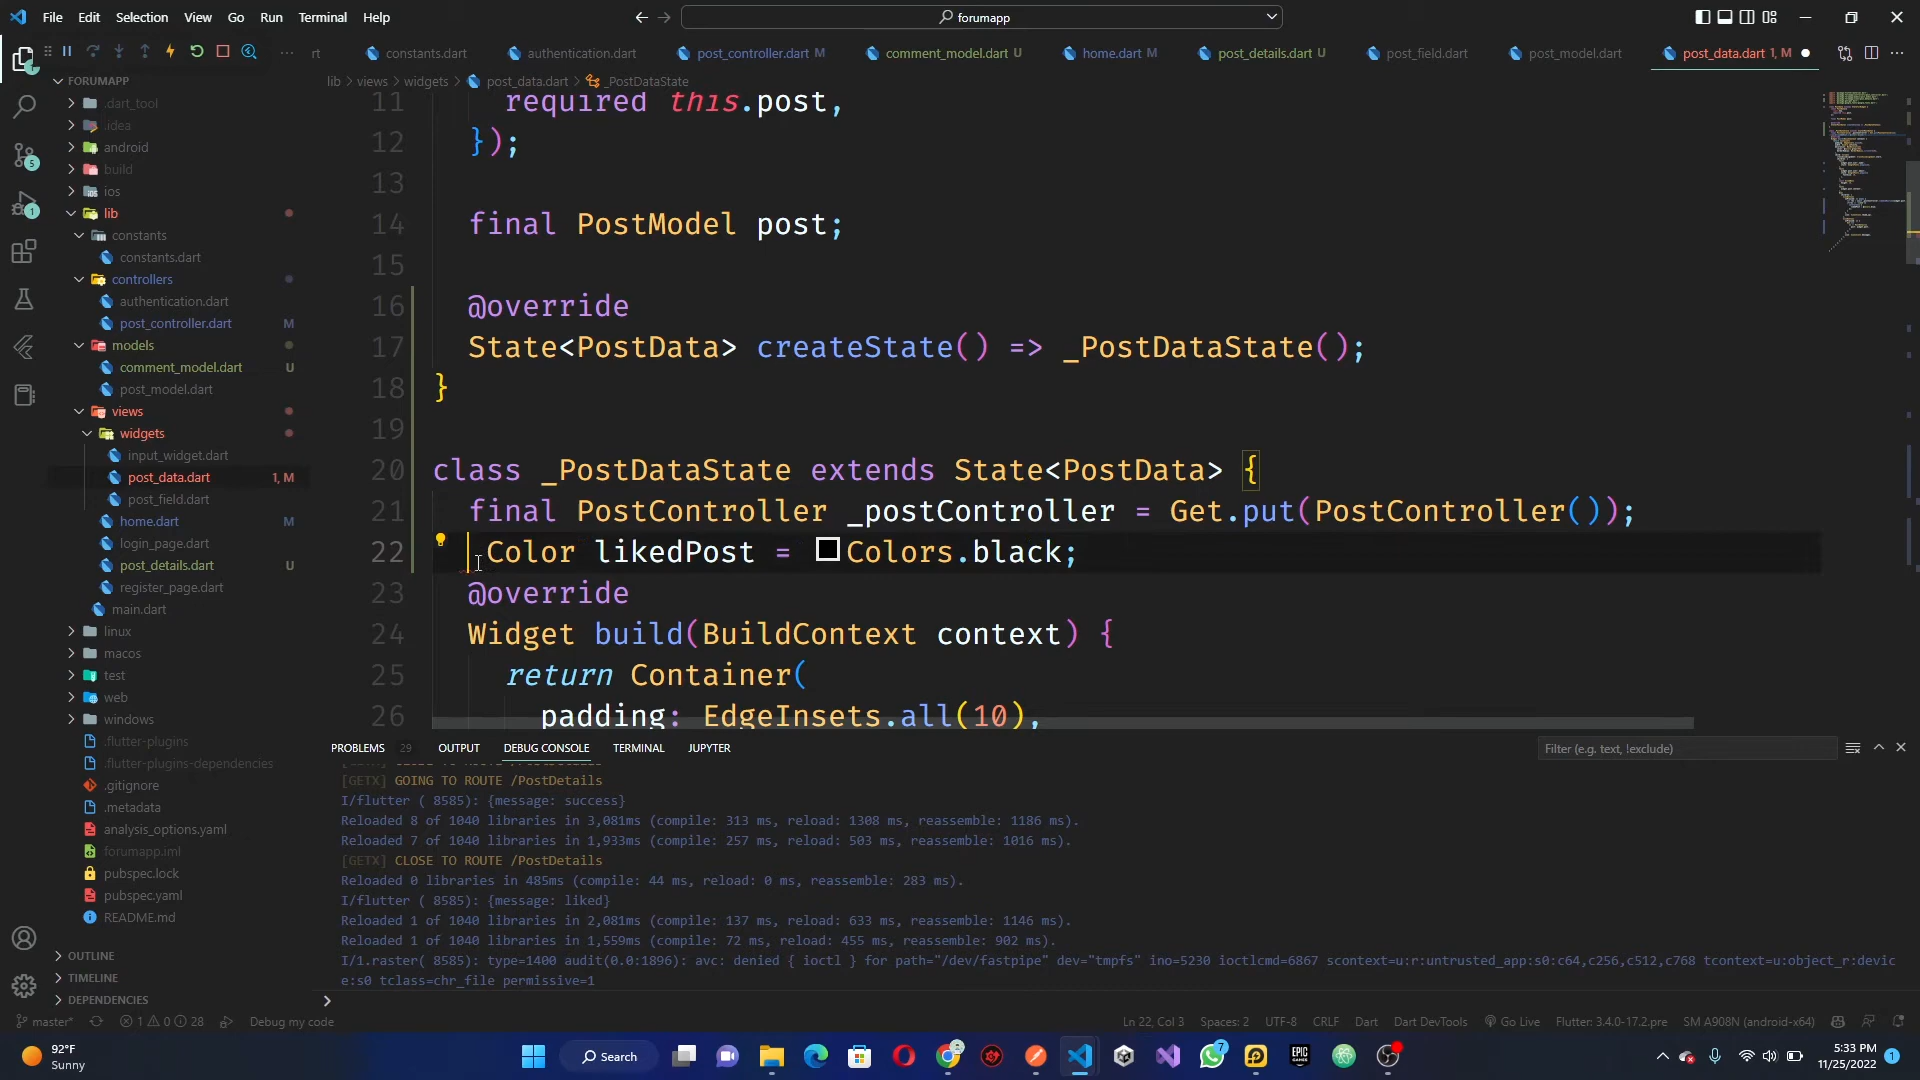 File Edit Selection View Go Run Terminal Help
forumapp
rt constants.dart authentication.dart post_controller.dart M comment_model.dart U home.dart M post_details.dart U post_field.dart post_model.dart post_data.dart 1, M
FORUMAPP
lib > views > widgets > post_data.dart > _PostDataState
.dart_tool
.idea
android
build
ios
lib
constants
constants.dart
controllers
authentication.dart
post_controller.dart M
models
comment_model.dart U
post_model.dart
views
widgets
input_widget.dart
post_data.dart 1, M
post_field.dart
home.dart M
login_page.dart
post_details.dart U
register_page.dart
main.dart
linux
macos
test
web
windows
.flutter-plugins
.flutter-plugins-dependencies
.gitignore
.metadata
analysis_options.yaml
forumapp.iml
pubspec.lock
pubspec.yaml
README.md
OUTLINE
TIMELINE
DEPENDENCIES
11 required this.post,
12 });
13
14 final PostModel post;
15
16 @override
17 State<PostData> createState() => _PostDataState();
18 }
19
20 class _PostDataState extends State<PostData> {
21 final PostController _postController = Get.put(PostController());
22 Color likedPost = Colors.black;
23 @override
24 Widget build(BuildContext context) {
25 return Container(
26 padding: EdgeInsets.all(10),
PROBLEMS 29 OUTPUT DEBUG CONSOLE TERMINAL JUPYTER
Filter (e.g. text, !exclude)
[GETX] GOING TO ROUTE /PostDetails
I/flutter ( 8585): {message: success}
Reloaded 8 of 1040 libraries in 3,081ms (compile: 313 ms, reload: 1308 ms, reassemble: 1186 ms).
Reloaded 7 of 1040 libraries in 1,933ms (compile: 257 ms, reload: 503 ms, reassemble: 1016 ms).
[GETX] CLOSE TO ROUTE /PostDetails
Reloaded 0 libraries in 485ms (compile: 44 ms, reload: 0 ms, reassemble: 283 ms).
I/flutter ( 8585): {message: liked}
Reloaded 1 of 1040 libraries in 2,081ms (compile: 137 ms, reload: 633 ms, reassemble: 1146 ms).
Reloaded 1 of 1040 libraries in 1,559ms (compile: 72 ms, reload: 455 ms, reassemble: 902 ms).
I/1.raster( 8585): type=1400 audit(0.0:1896): avc: denied { ioctl } for path="/dev/fastpipe" dev="tmpfs" ino=5230 ioctlcmd=6867 scontext=u:r:untrusted_app:s0:c64,c256,c512,c768 tcontext=u:object_r:devic
e:s0 tclass=chr_file permissive=1
master* 1 0 28 Debug my code
Ln 22, Col 3 Spaces: 2 UTF-8 CRLF Dart Dart DevTools Go Live Flutter: 3.4.0-17.2.pre SM A908N (android-x64)
92°F
Sunny
Search
5:33 PM
11/25/2022